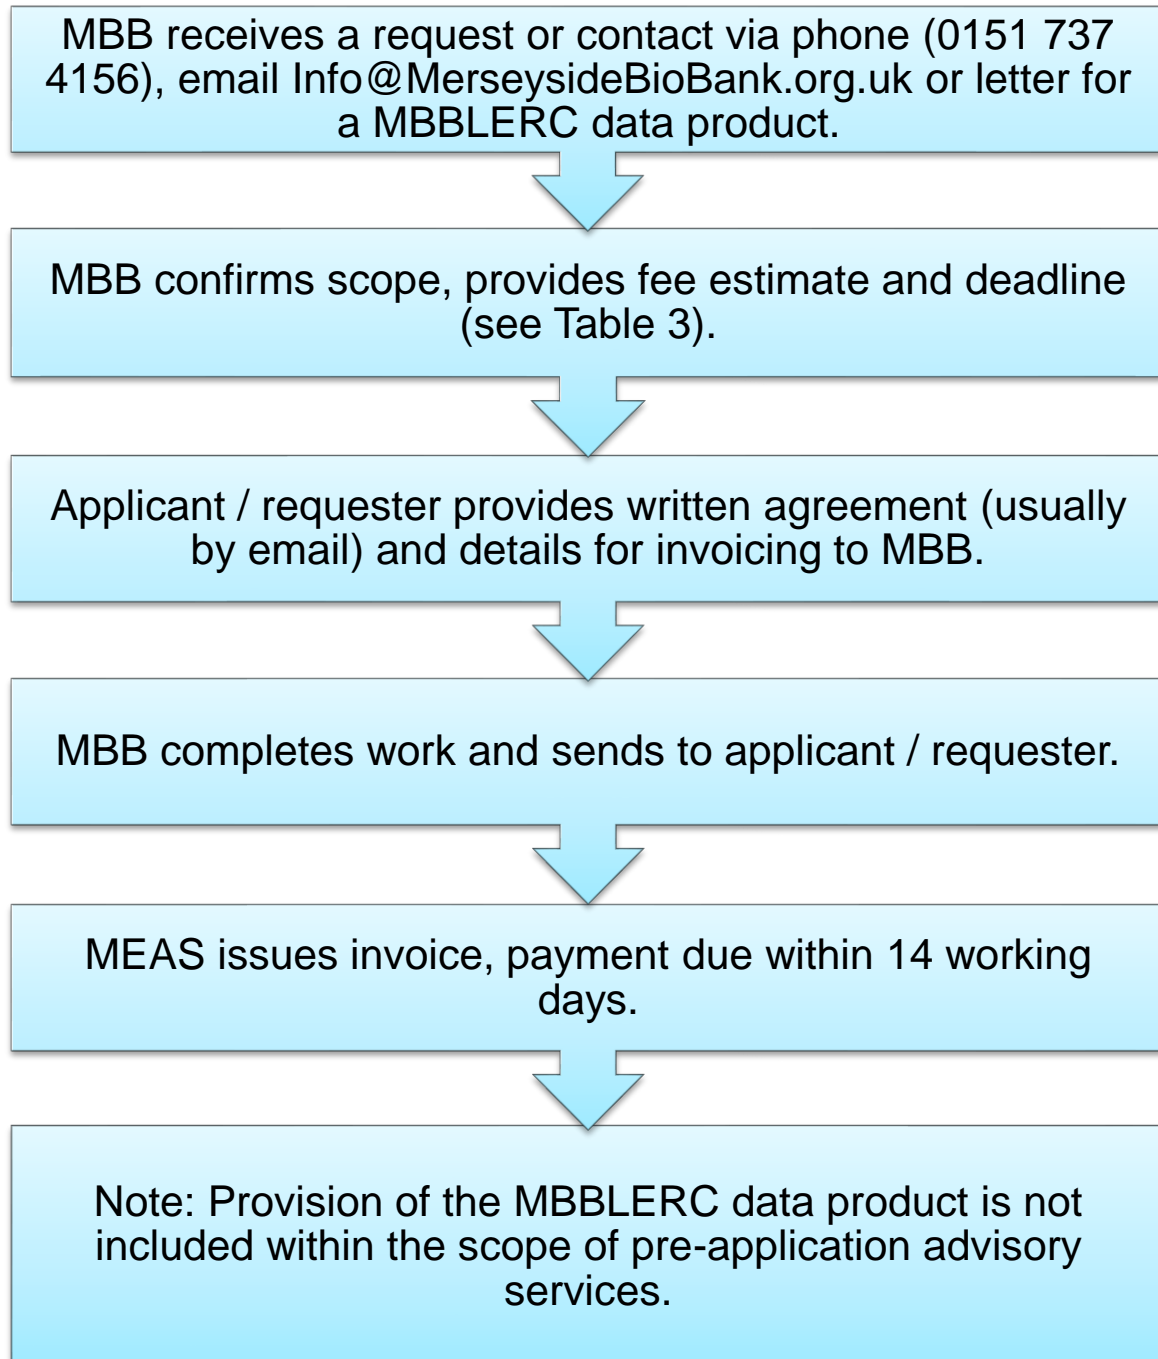 MBB receives a request or contact via phone (0151 737
4156), email Info@MerseysideBioBank.org.uk or letter for
a MBBLERC data product.
MBB confirms scope, provides fee estimate and deadline
(see Table 3).
Applicant / requester provides written agreement (usually
by email) and details for invoicing to MBB.
MBB completes work and sends to applicant / requester.
MEAS issues invoice, payment due within 14 working
days.
Note: Provision of the MBBLERC data product is not
included within the scope of pre-application advisory
services.